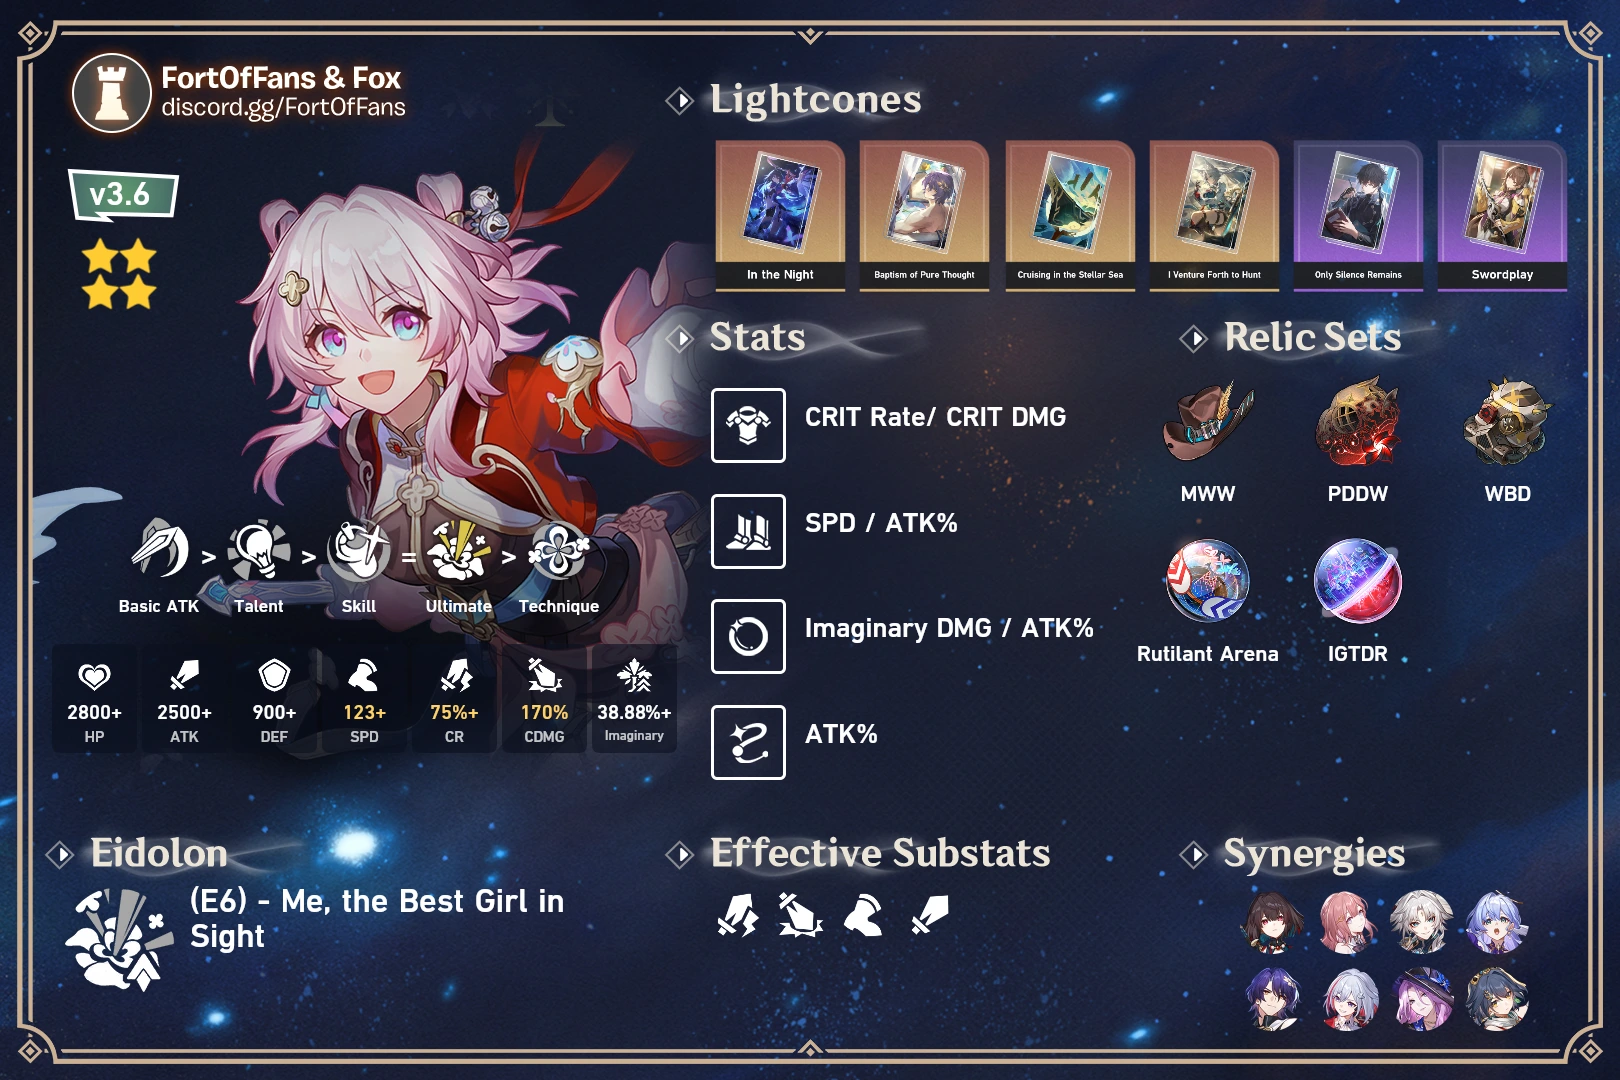 FortOfFans & Fox
discord.gg/FortOfFans
v3.6
Lightcones
In the Night
Baptism of Pure Thought
Cruising in the Stellar Sea
I Venture Forth to Hunt
Only Silence Remains
Swordplay
Stats
CRIT Rate/ CRIT DMG
SPD / ATK%
Imaginary DMG / ATK%
ATK%
Relic Sets
MWW
PDDW
WBD
Rutilant Arena
IGTDR
> > = >
Basic ATK
Talent
Skill
Ultimate
Technique
2800+
HP
2500+
ATK
900+
DEF
123+
SPD
75%+
CR
170%
CDMG
38.88%+
Imaginary
Eidolon
(E6) - Me, the Best Girl in
Sight
Effective Substats
Synergies